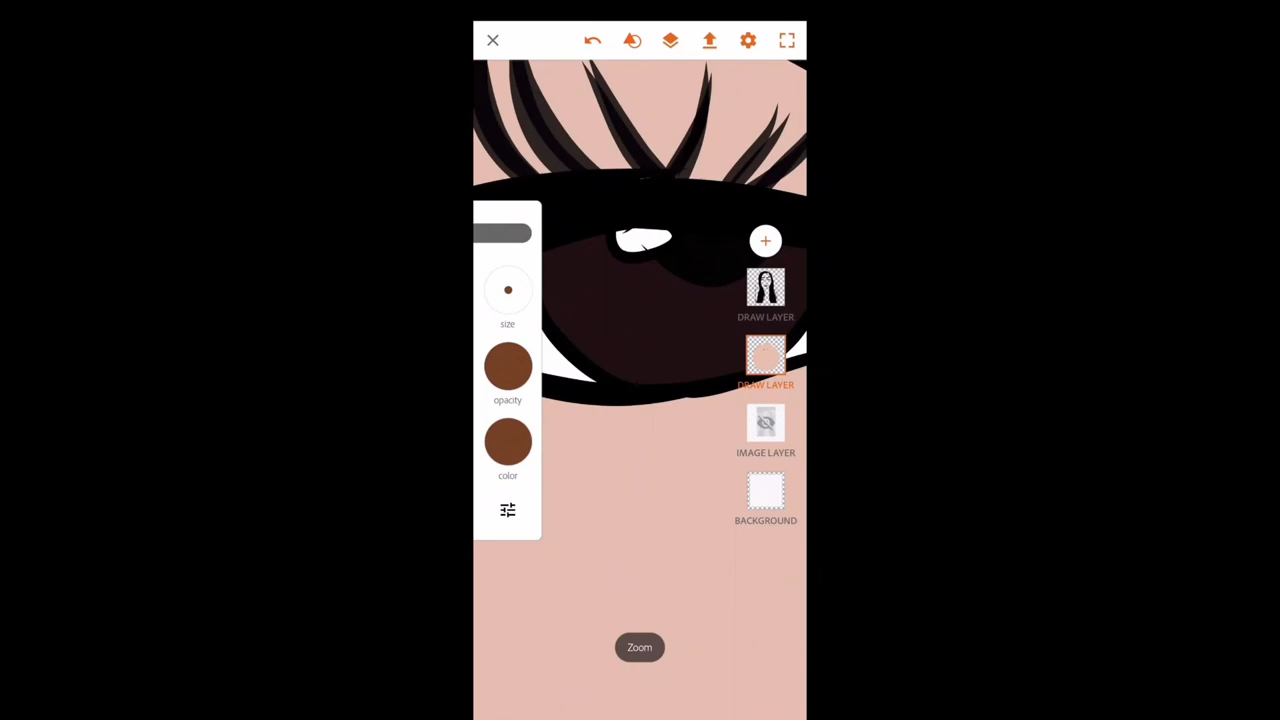 size
opacity
color
DRAW LAYER
DRAW LAYER
IMAGE LAYER
BACKGROUND
Zoom